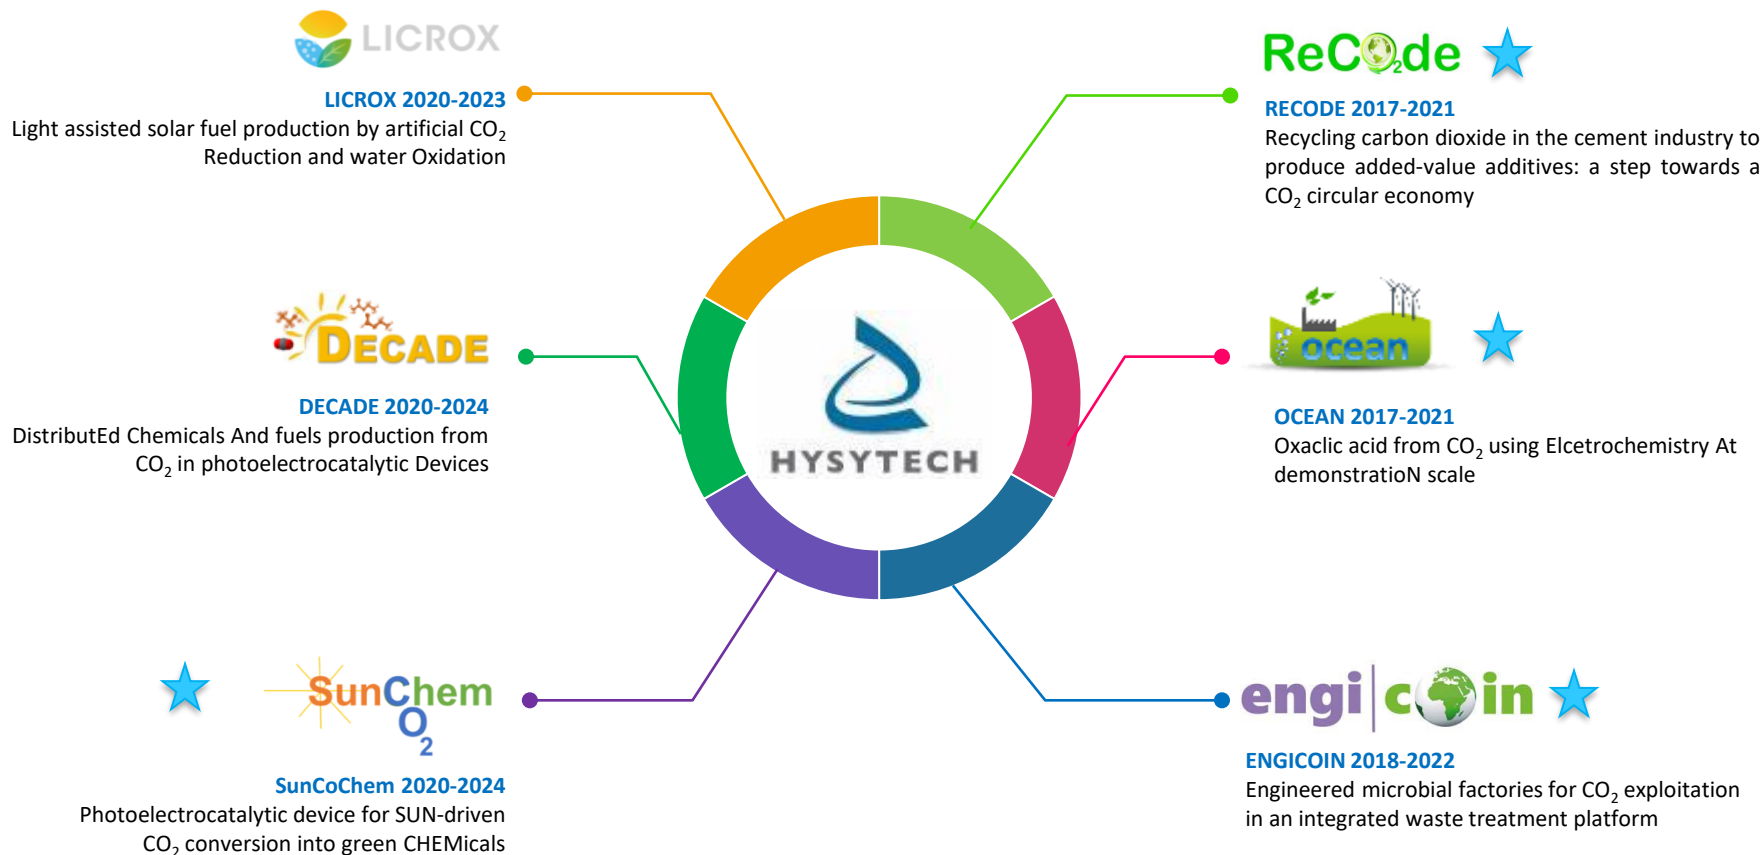 LICROX
LICROX 2020-2023
Light assisted solar fuel production by artificial CO2
Reduction and water Oxidation
DECADE
DECADE 2020-2024
DistributEd Chemicals And fuels production from
CO2 in photoelectrocatalytic Devices
SunChem
O2
SunCoChem 2020-2024
Photoelectrocatalytic device for SUN-driven
CO2 conversion into green CHEMicals
HYSYTECH
ReCO2de
RECODE 2017-2021
Recycling carbon dioxide in the cement industry to
produce added-value additives: a step towards a
CO2 circular economy
ocean
OCEAN 2017-2021
Oxaclic acid from CO2 using Elcetrochemistry At
demonstratioN scale
engi|coin
ENGICOIN 2018-2022
Engineered microbial factories for CO2 exploitation
in an integrated waste treatment platform